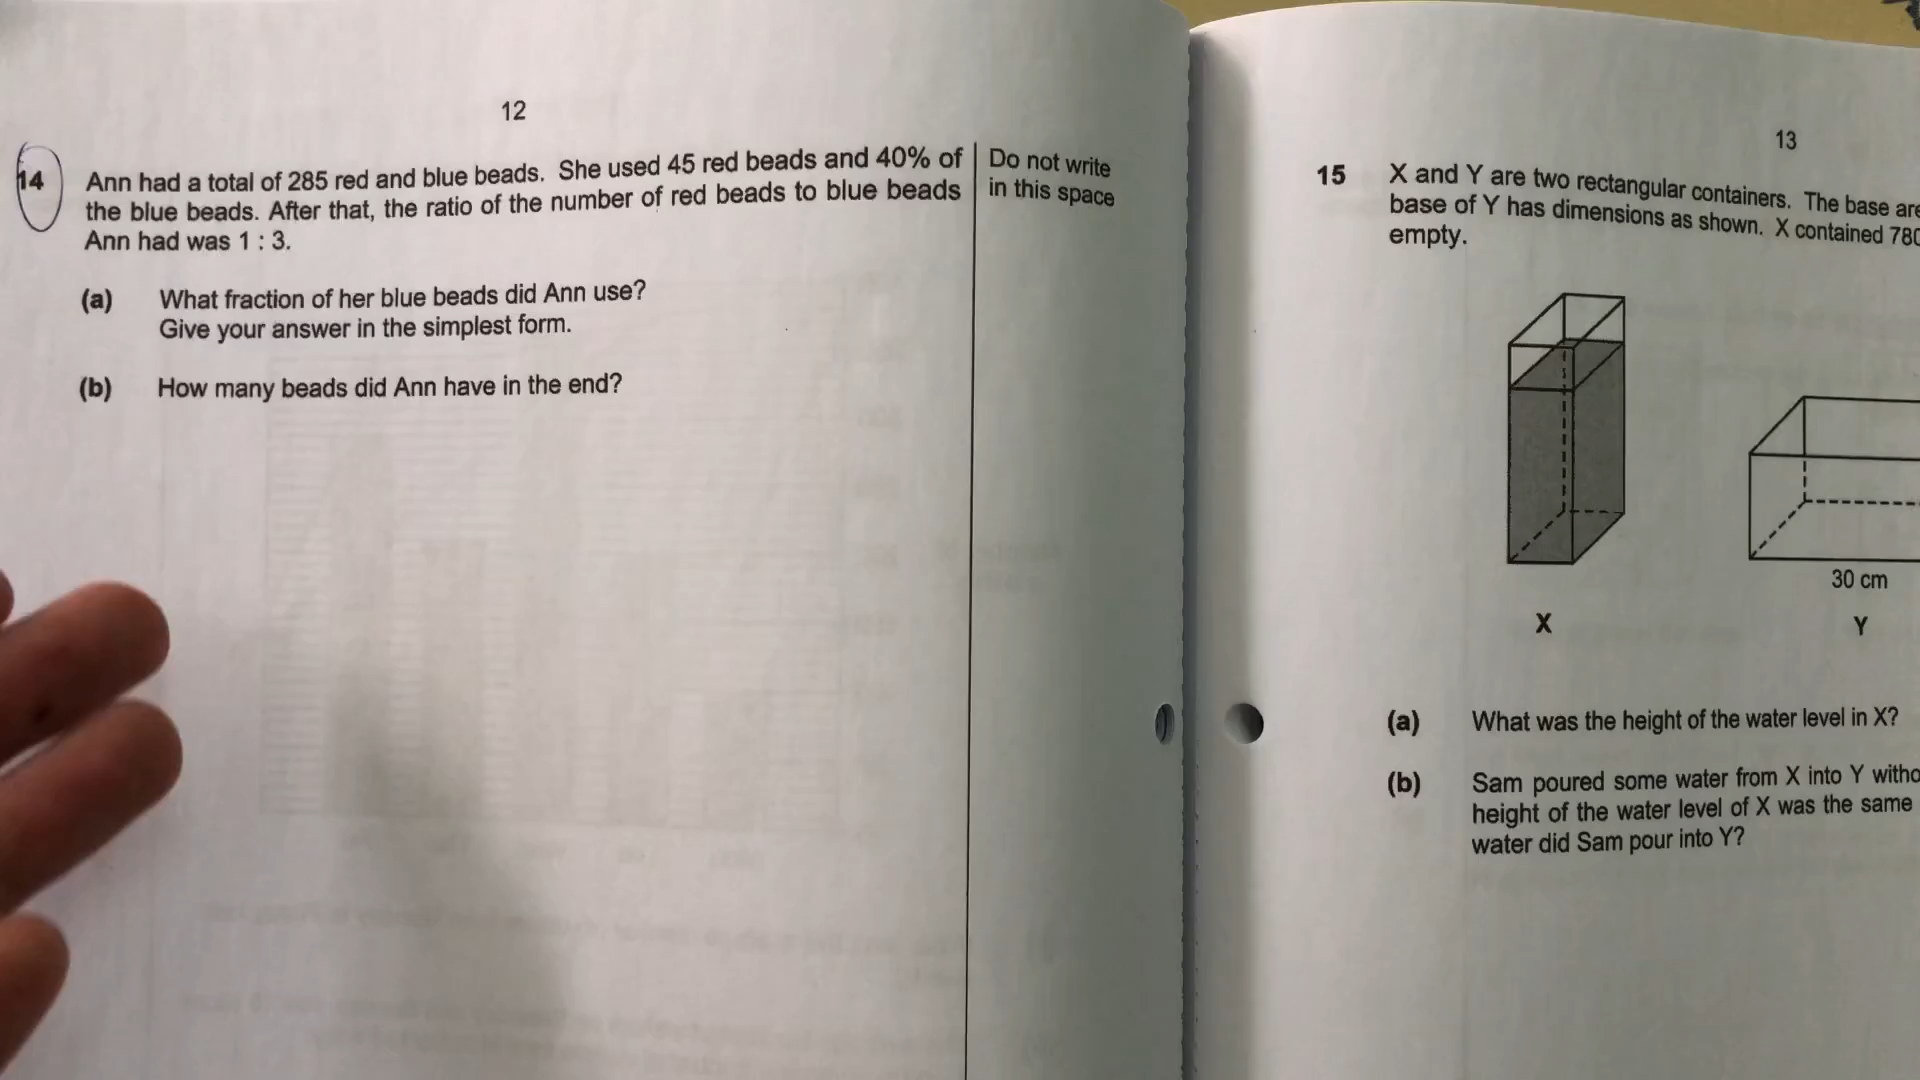 12
14 Ann had a total of 285 red and blue beads. She used 45 red beads and 40% of
the blue beads. After that, the ratio of the number of red beads to blue beads
Ann had was 1 : 3.
(a) What fraction of her blue beads did Ann use?
Give your answer in the simplest form.
(b) How many beads did Ann have in the end?
Do not write
in this space
13
15 X and Y are two rectangular containers. The base
base of Y has dimensions as shown. X contained
empty.
30 cm
X
Y
(a) What was the height of the water level in X?
(b) Sam poured some water from X into Y
height of the water level of X was the same
water did Sam pour into Y?